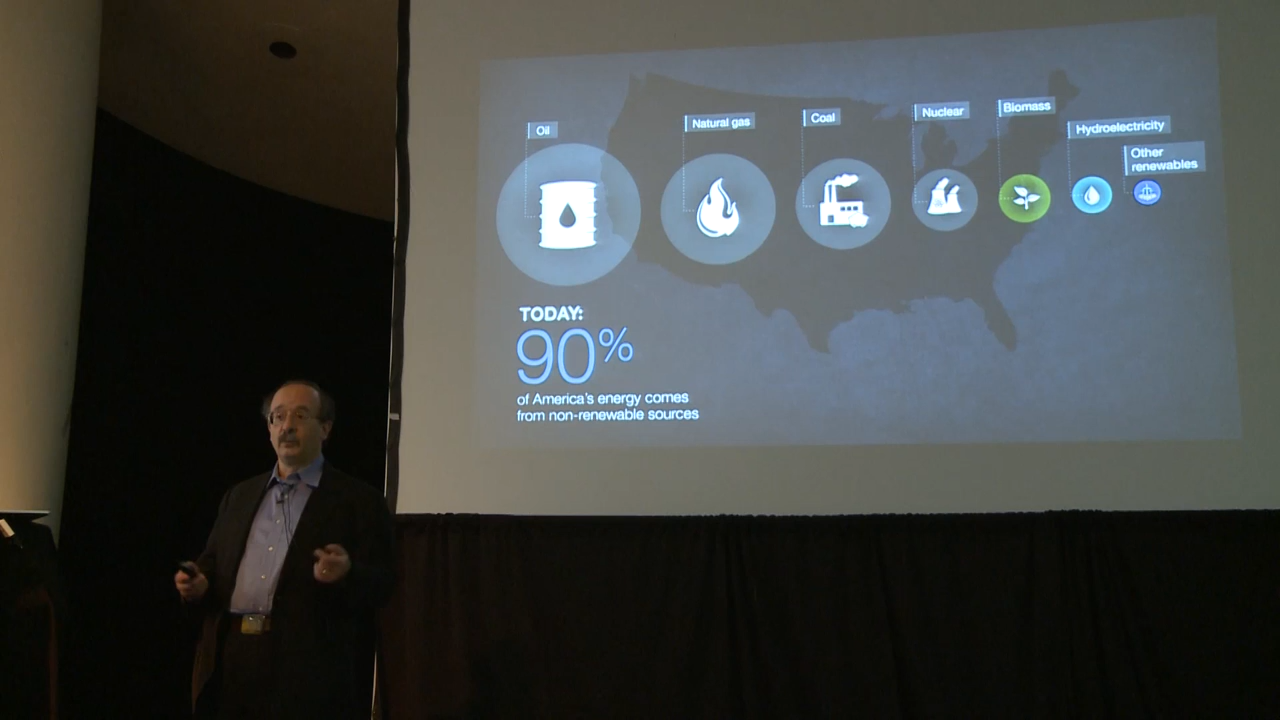 Oil
Natural gas
Coal
Nuclear
Biomass
Hydroelectricity
Other
renewables
TODAY:
90%
of America's energy comes
from non-renewable sources